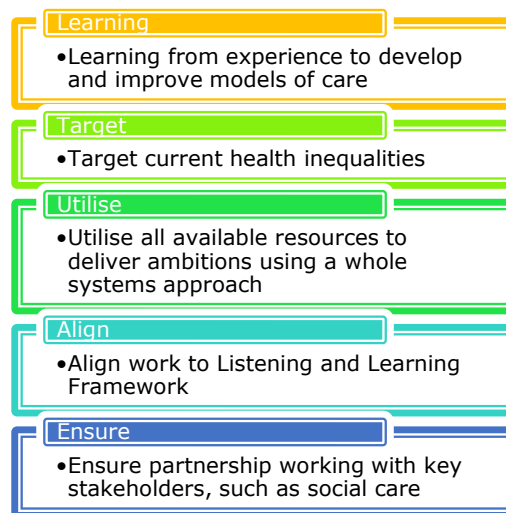 Learning
•Learning from experience to develop
and improve models of care
Target
•Target current health inequalities
Utilise
•Utilise all available resources to
deliver ambitions using a whole
systems approach
Align
•Align work to Listening and Learning
Framework
Ensure
•Ensure partnership working with key
stakeholders, such as social care